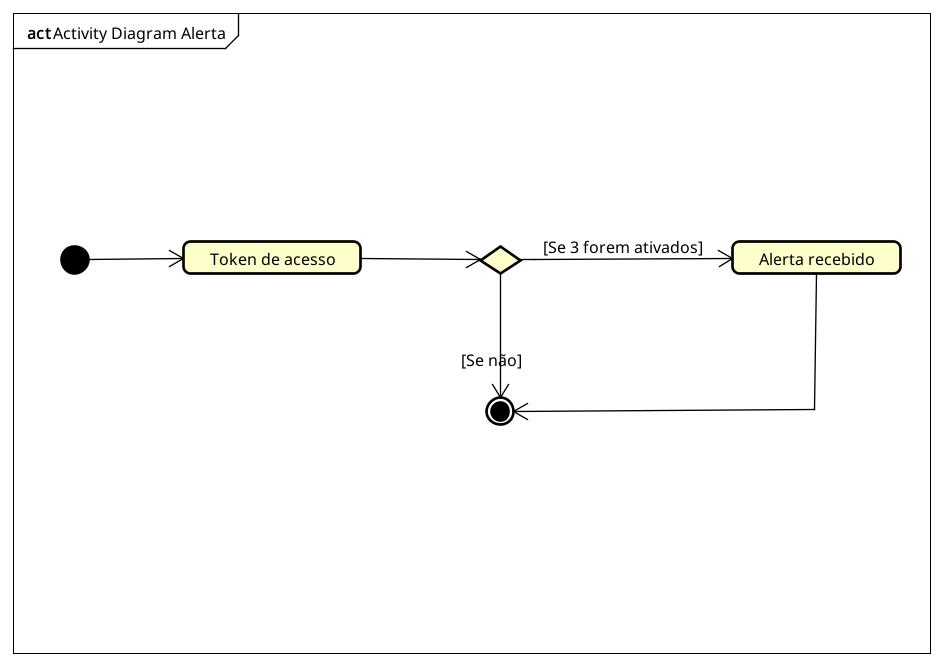 act Activity Diagram Alerta
[Se 3 forem ativados]
Token de acesso
Alerta recebido
[Se não]